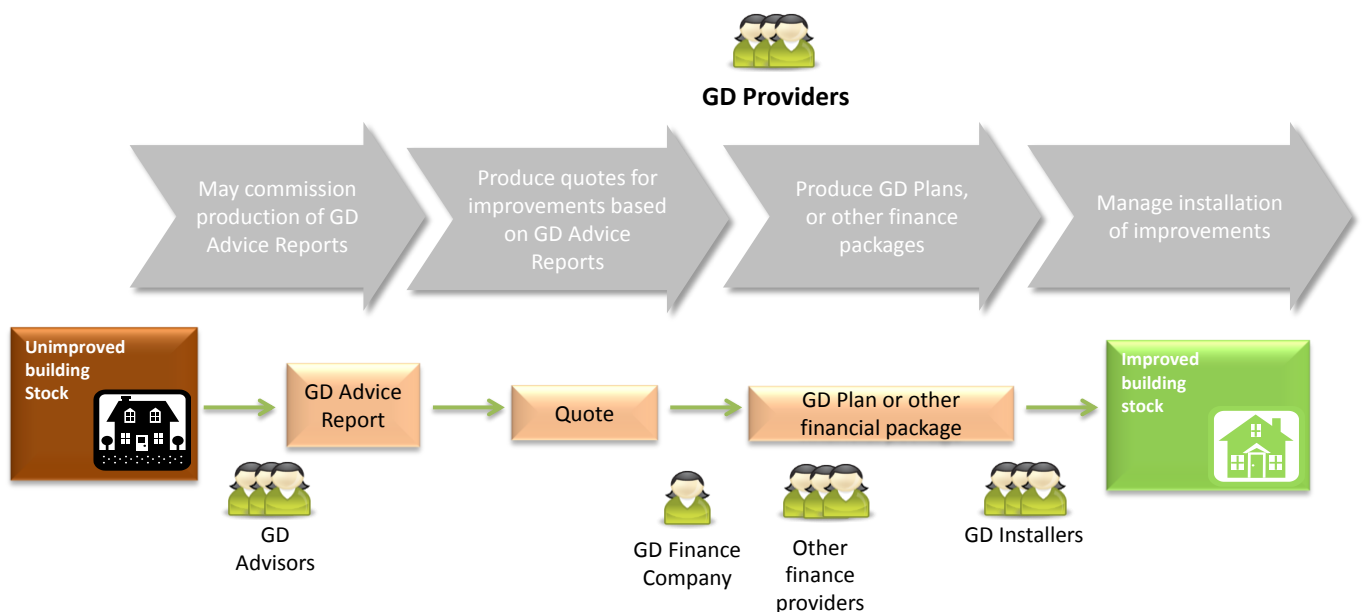 GD Providers
May commission
production of GD
Advice Reports
Produce quotes for
improvements based
on GD Advice
Reports
Produce GD Plans,
or other finance
packages
Manage installation
of improvements
Unimproved
building
Stock
GD Advice
Report
Quote
GD Plan or other
financial package
Improved
building
stock
GD
Advisors
GD Finance
Company
Other
finance
providers
GD Installers